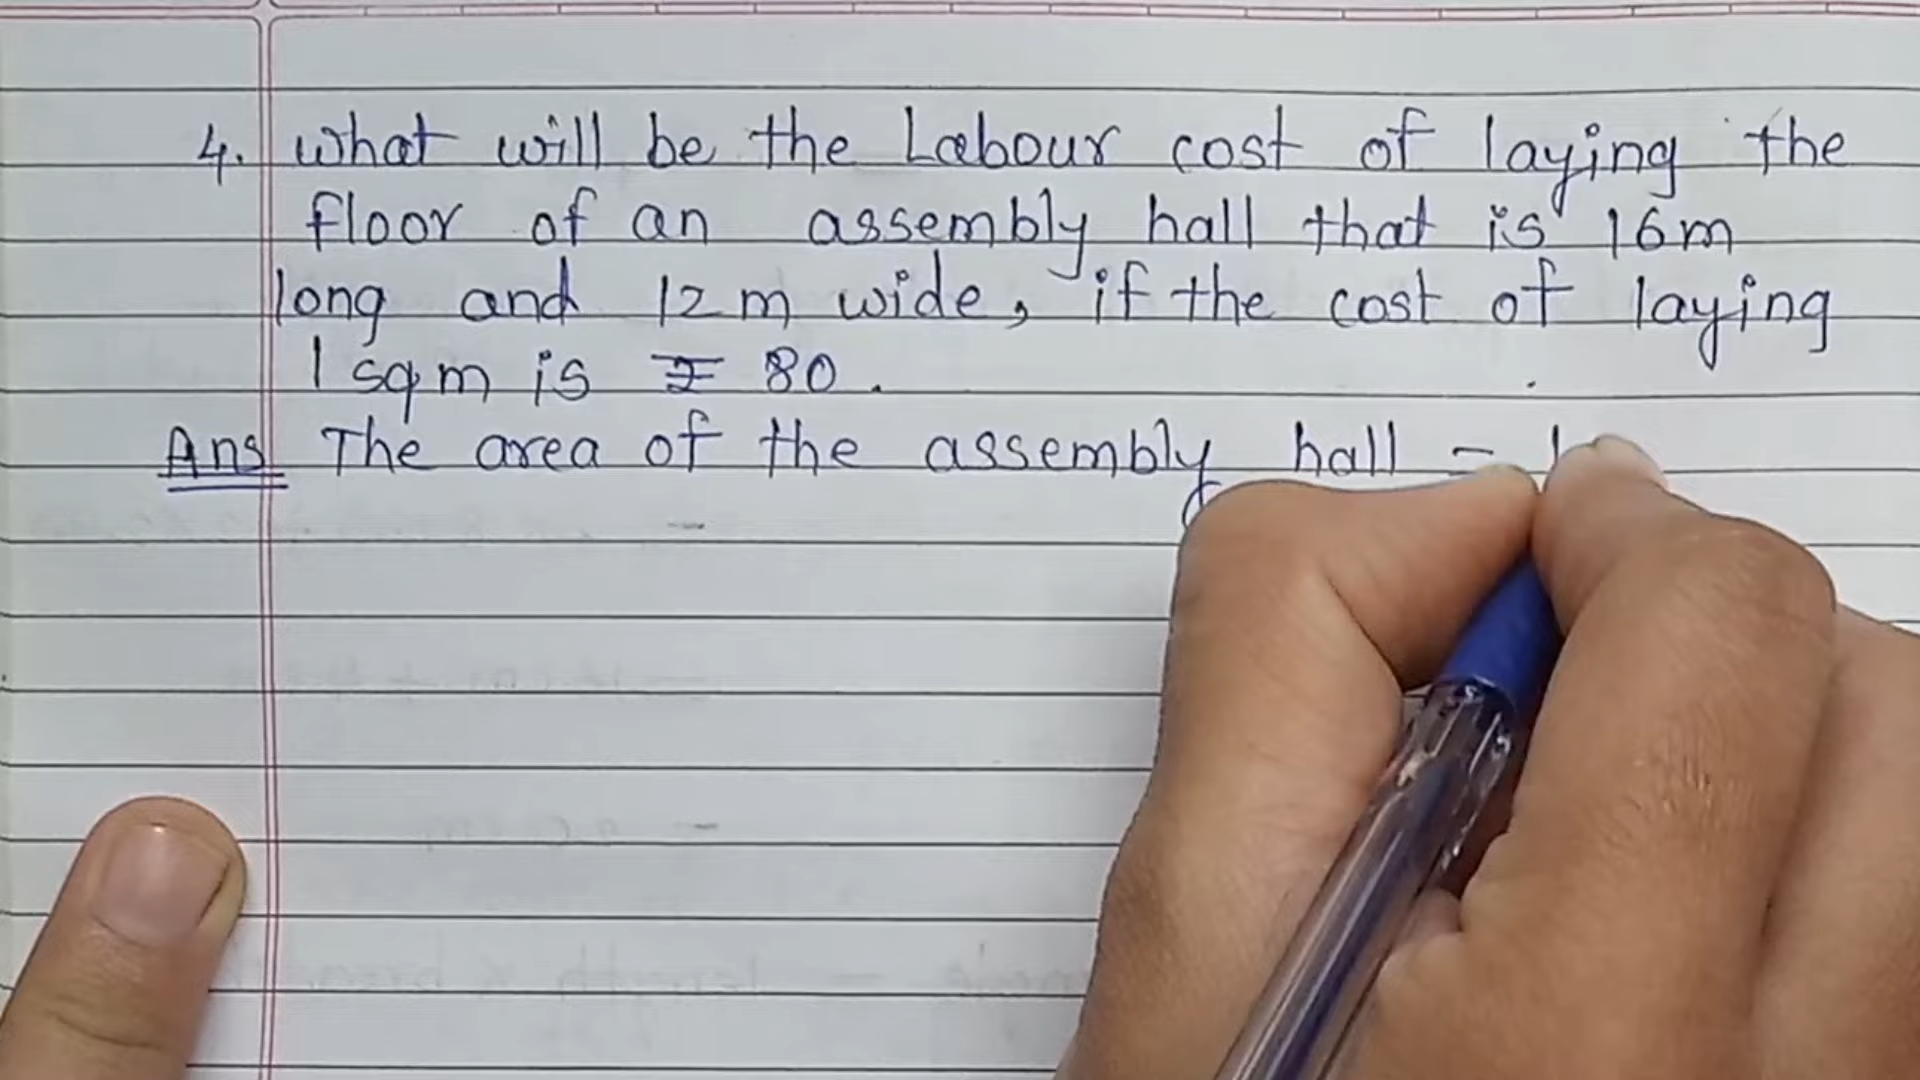 4. What will be the Labour cost of laying the
floor of an assembly hall that is 16m
long and 12m wide, if the cost of laying
1 sqm is ₹ 80.
Ans The area of the assembly hall = l